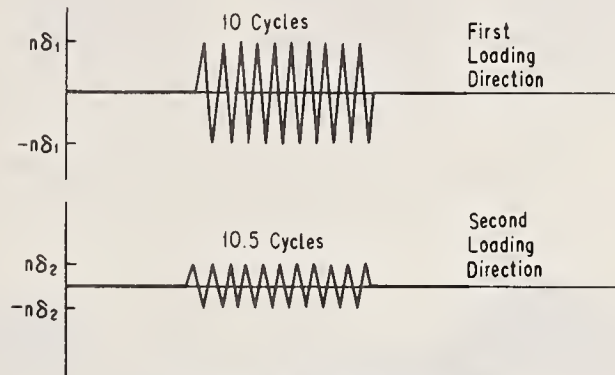 10 Cycles
nδ₁
-nδ₁
First
Loading
Direction
10.5 Cycles
nδ₂
-nδ₂
Second
Loading
Direction